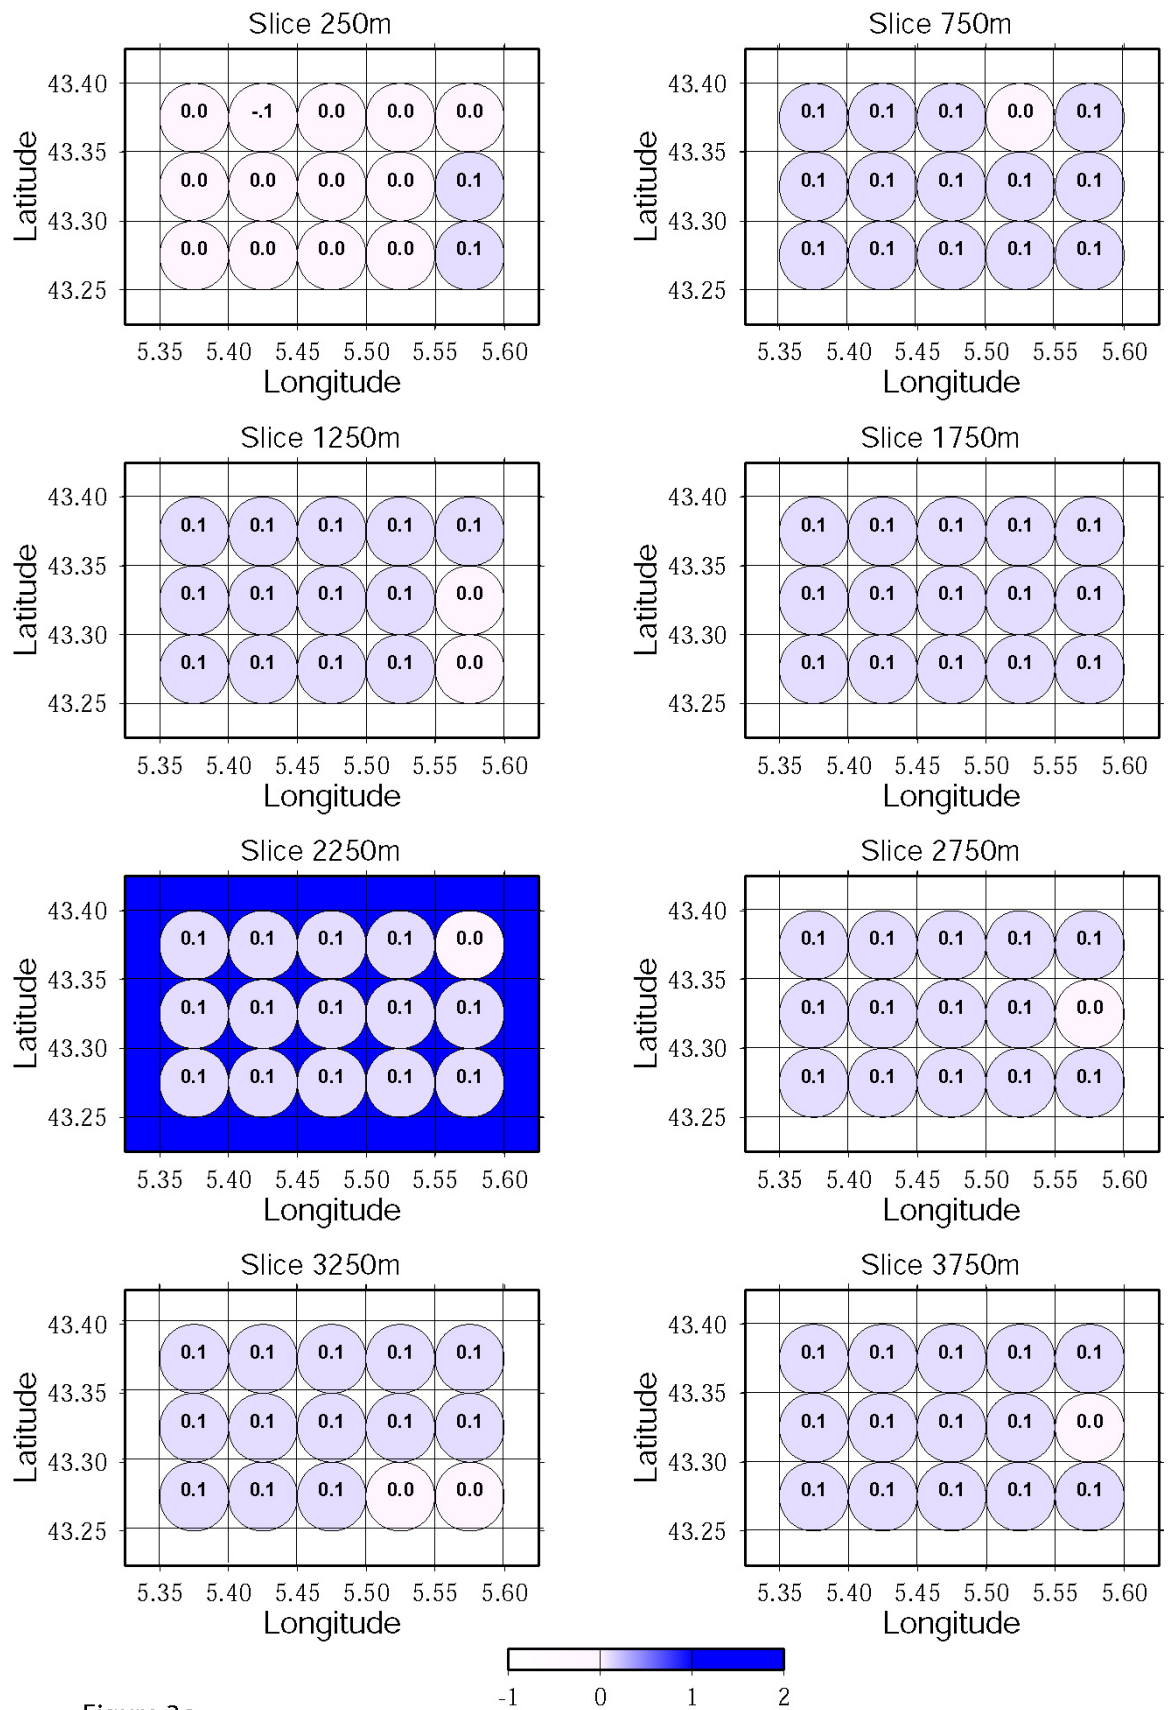 Slice 250m Slice 750m
43.40 0.0 -.1 0.0 0.0 0.0 43.40 0.1 0.1 0.1 0.0 0.1
43.35 43.35
0.0 0.0 0.0 0.0 0.1 0.1 0.1 0.1 0.1 0.1
43.30 43.30
0.0 0.0 0.0 0.0 0.1 0.1 0.1 0.1 0.1 0.1
43.25 43.25
Latitude Latitude
5.35 5.40 5.45 5.50 5.55 5.60 5.35 5.40 5.45 5.50 5.55 5.60
Longitude Longitude
Slice 1250m Slice 1750m
43.40 43.40
0.1 0.1 0.1 0.1 0.1 0.1 0.1 0.1 0.1 0.1
43.35 43.35
0.1 0.1 0.1 0.1 0.0 0.1 0.1 0.1 0.1 0.1
43.30 43.30
0.1 0.1 0.1 0.1 0.0 0.1 0.1 0.1 0.1 0.1
43.25 43.25
Latitude Latitude
5.35 5.40 5.45 5.50 5.55 5.60 5.35 5.40 5.45 5.50 5.55 5.60
Longitude Longitude
Slice 2250m Slice 2750m
43.40 43.40
0.1 0.1 0.1 0.1 0.0 0.1 0.1 0.1 0.1 0.1
43.35 43.35
0.1 0.1 0.1 0.1 0.1 0.1 0.1 0.1 0.1 0.0
43.30 43.30
0.1 0.1 0.1 0.1 0.1 0.1 0.1 0.1 0.1 0.1
43.25 43.25
Latitude Latitude
5.35 5.40 5.45 5.50 5.55 5.60 5.35 5.40 5.45 5.50 5.55 5.60
Longitude Longitude
Slice 3250m Slice 3750m
43.40 43.40
0.1 0.1 0.1 0.1 0.1 0.1 0.1 0.1 0.1 0.1
43.35 43.35
0.1 0.1 0.1 0.1 0.1 0.1 0.1 0.1 0.1 0.0
43.30 43.30
0.1 0.1 0.1 0.0 0.0 0.1 0.1 0.1 0.1 0.1
43.25 43.25
Latitude Latitude
5.35 5.40 5.45 5.50 5.55 5.60 5.35 5.40 5.45 5.50 5.55 5.60
Longitude Longitude
-1 0 1 2